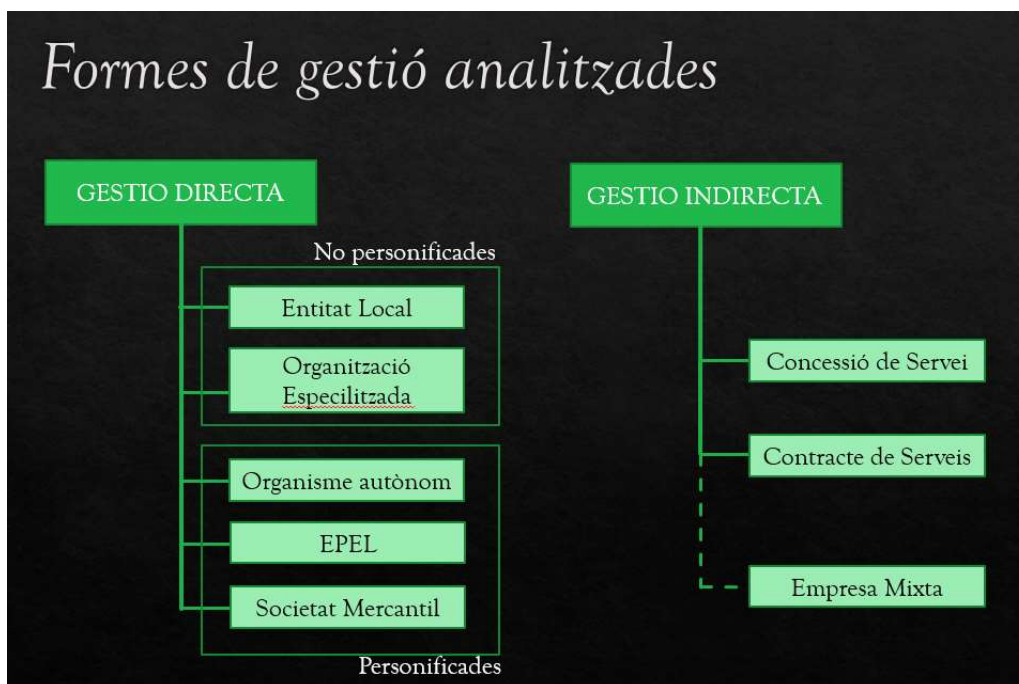 Formes de gestió analitzades
GESTIO DIRECTA
No personificades
Entitat Local
Organització
Especilitzada
Organisme autònom
EPEL
Societat Mercantil
Personificades
GESTIO INDIRECTA
Concessió de Servei
Contracte de Serveis
Empresa Mixta